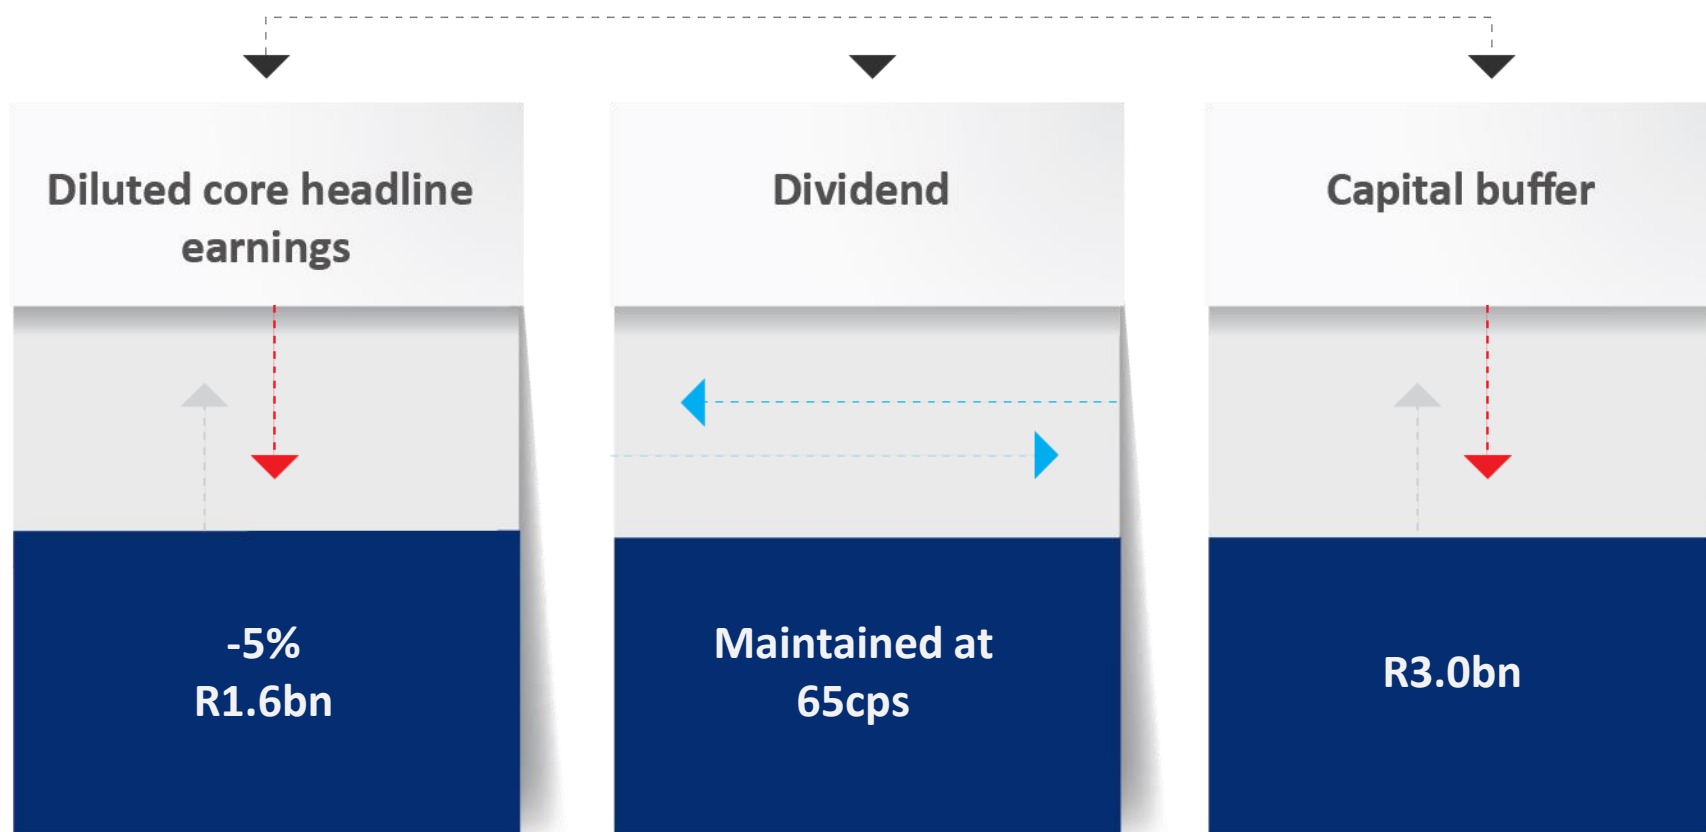 Diluted core headline
earnings
-5%
R1.6bn
Dividend
Maintained at
65cps
Capital buffer
R3.0bn